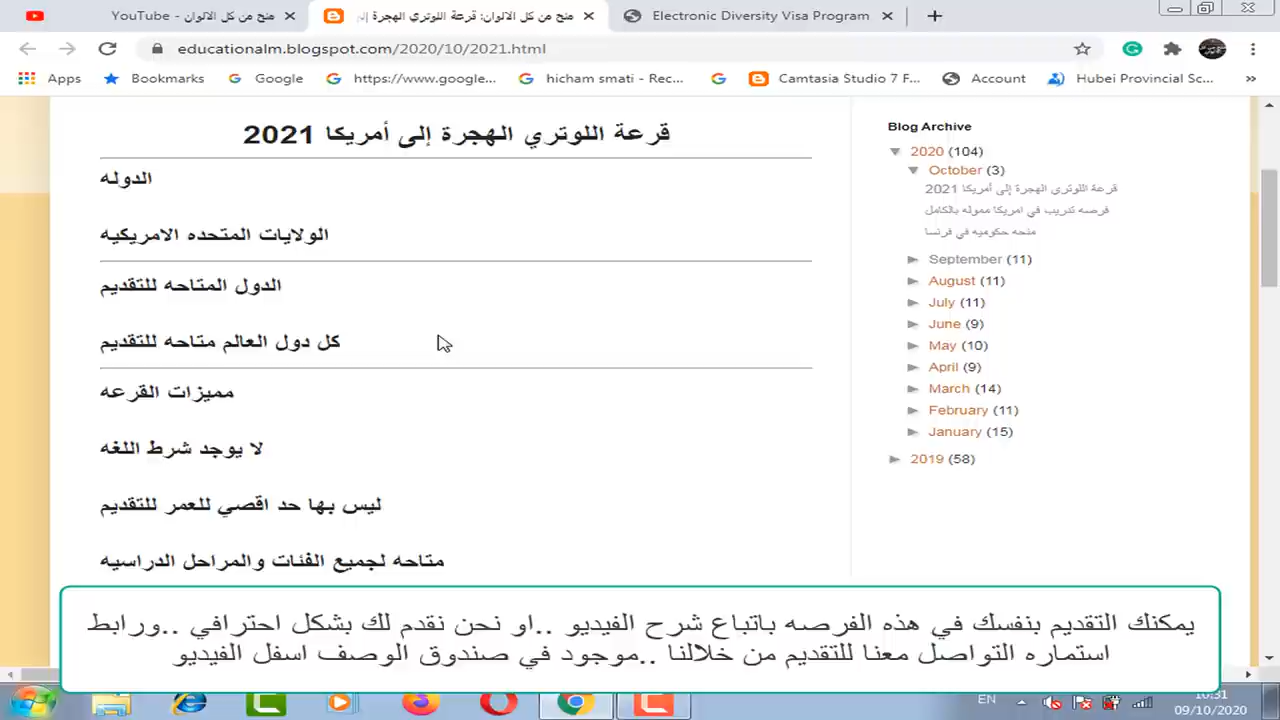 منح من كل الالوان - YouTube
منح من كل الالوان: قرعة اللوتري الهجرة إلى
Electronic Diversity Visa Program
educationalm.blogspot.com/2020/10/2021.html
Apps
Bookmarks
Google
https://www.google...
hicham smati - Rec...
Camtasia Studio 7 F...
Account
Hubei Provincial Sc...
»
قرعة اللوتري الهجرة إلى أمريكا 2021
الدوله
الولايات المتحده الامريكيه
الدول المتاحه للتقديم
كل دول العالم متاحه للتقديم
مميزات القرعه
لا يوجد شرط اللغه
ليس بها حد اقصي للعمر للتقديم
متاحه لجميع الفئات والمراحل الدراسيه
Blog Archive
▼ 2020 (104)
▼ October (3)
قرعة اللوتري الهجرة إلى أمريكا 2021
فرصه تدريب في امريكا مموله بالكامل
منحه حكوميه في فرنسا
► September (11)
► August (11)
► July (11)
► June (9)
► May (10)
► April (9)
► March (14)
► February (11)
► January (15)
► 2019 (58)
يمكنك التقديم بنفسك في هذه الفرصه باتباع شرح الفيديو ..او نحن نقدم لك بشكل احترافي ..ورابط
استماره التواصل معنا للتقديم من خلالنا ..موجود في صندوق الوصف اسفل الفيديو
EN
10:31
09/10/2020